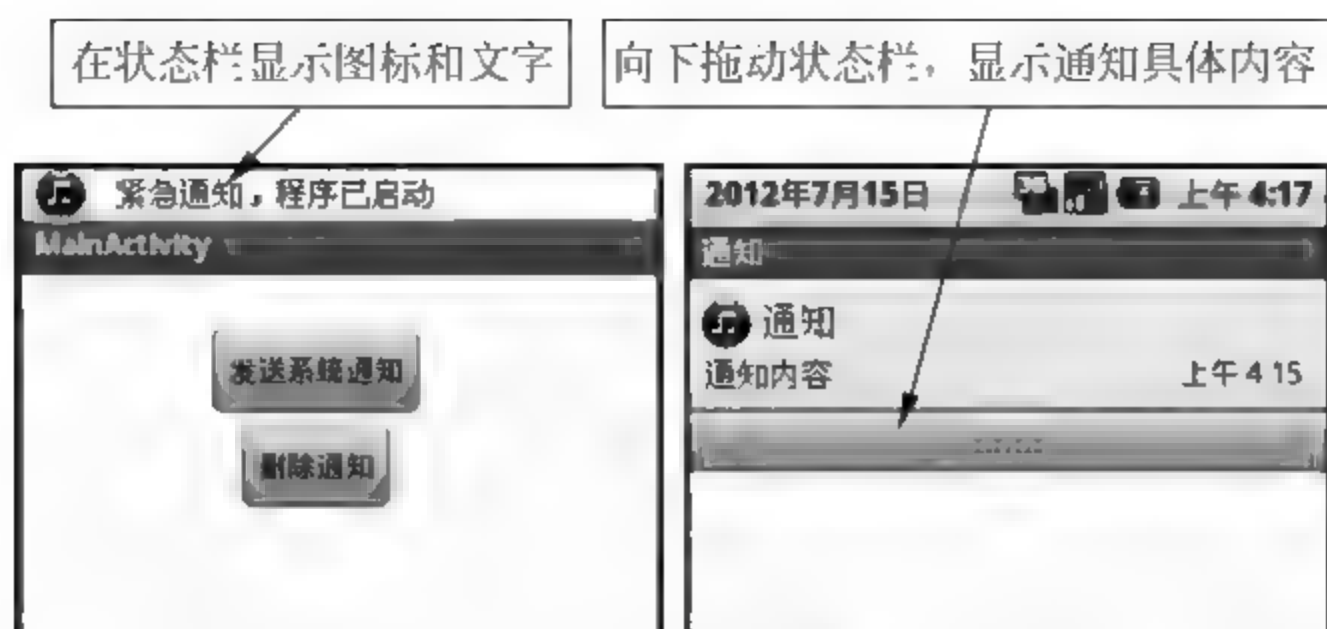 在状态栏显示图标和文字
向下拖动状态栏，显示通知具体内容
紧急通知，程序已启动
MainActivity
发送系统通知
删除通知
2012年7月15日
上午 4:17
通知
通知
通知内容
上午 4:15